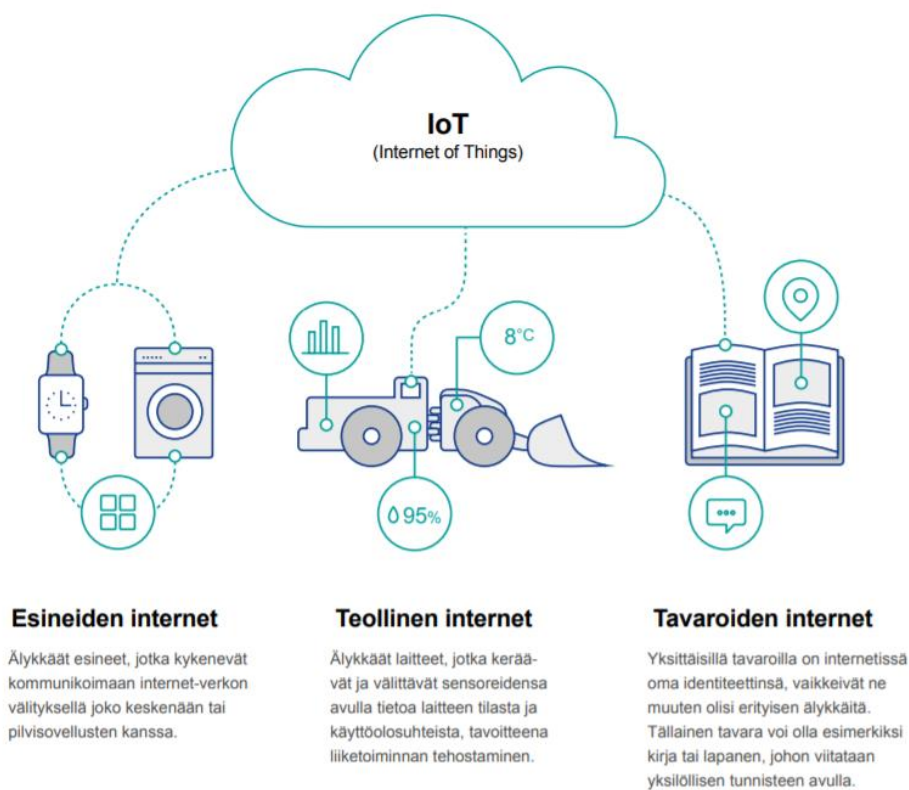 IoT
(Internet of Things)
8°C
95%
Esineiden internet
Älykkäät esineet, jotka kykenevät
kommunikoimaan internet-verkon
välityksellä joko keskenään tai
pilvisovellusten kanssa.
Teollinen internet
Älykkäät laitteet, jotka kerää-
vät ja välittävät sensoreidensa
avulla tietoa laitteen tilasta ja
käyttöolosuhteista, tavoitteena
liiketoiminnan tehostaminen.
Tavaroiden internet
Yksittäisillä tavaroilla on internetissä
oma identiteettinsä, vaikkeivät ne
muuten olisi erityisen älykkäitä.
Tällainen tavara voi olla esimerkiksi
kirja tai lapanen, johon viitataan
yksilöllisen tunnisteen avulla.